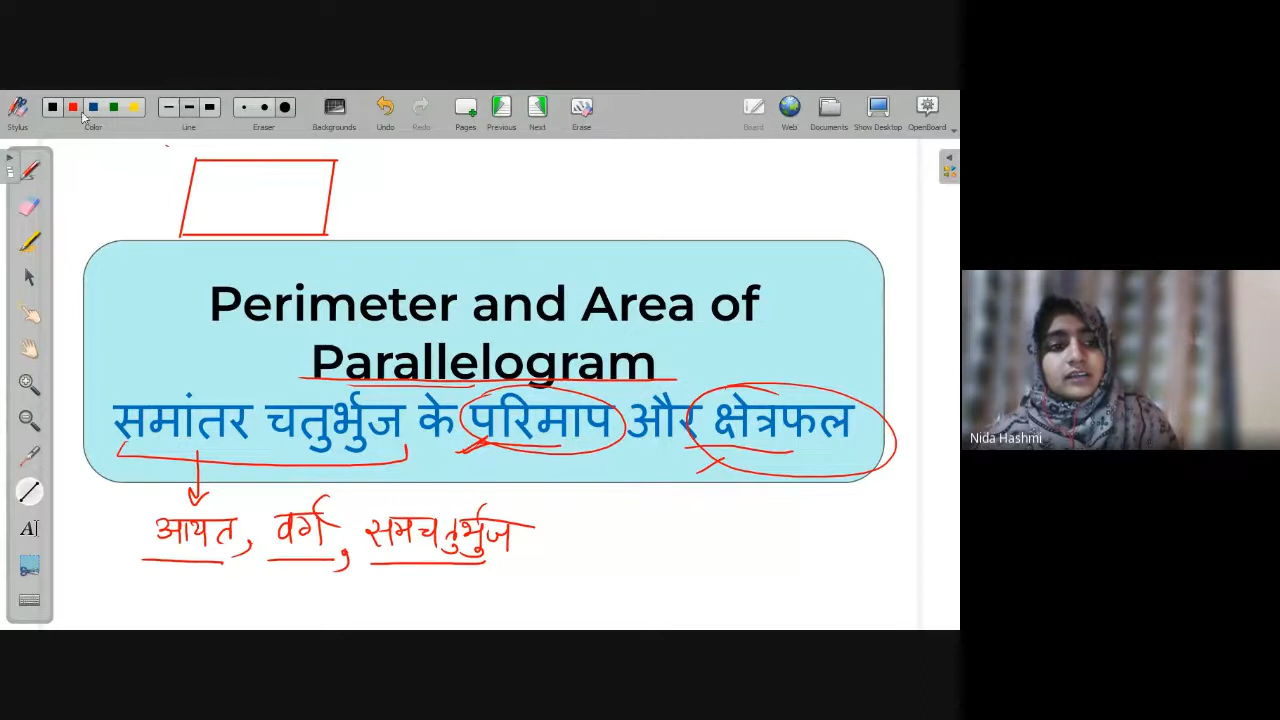 Stylus Color Line Eraser Backgrounds Undo Redo Pages Previous Next Erase Board Web Documents Show Desktop OpenBoard
Perimeter and Area of
Parallelogram
समांतर चतुर्भुज के परिमाप और क्षेत्रफल
आयत, वर्ग, समचतुर्भुज
Nida Hashmi